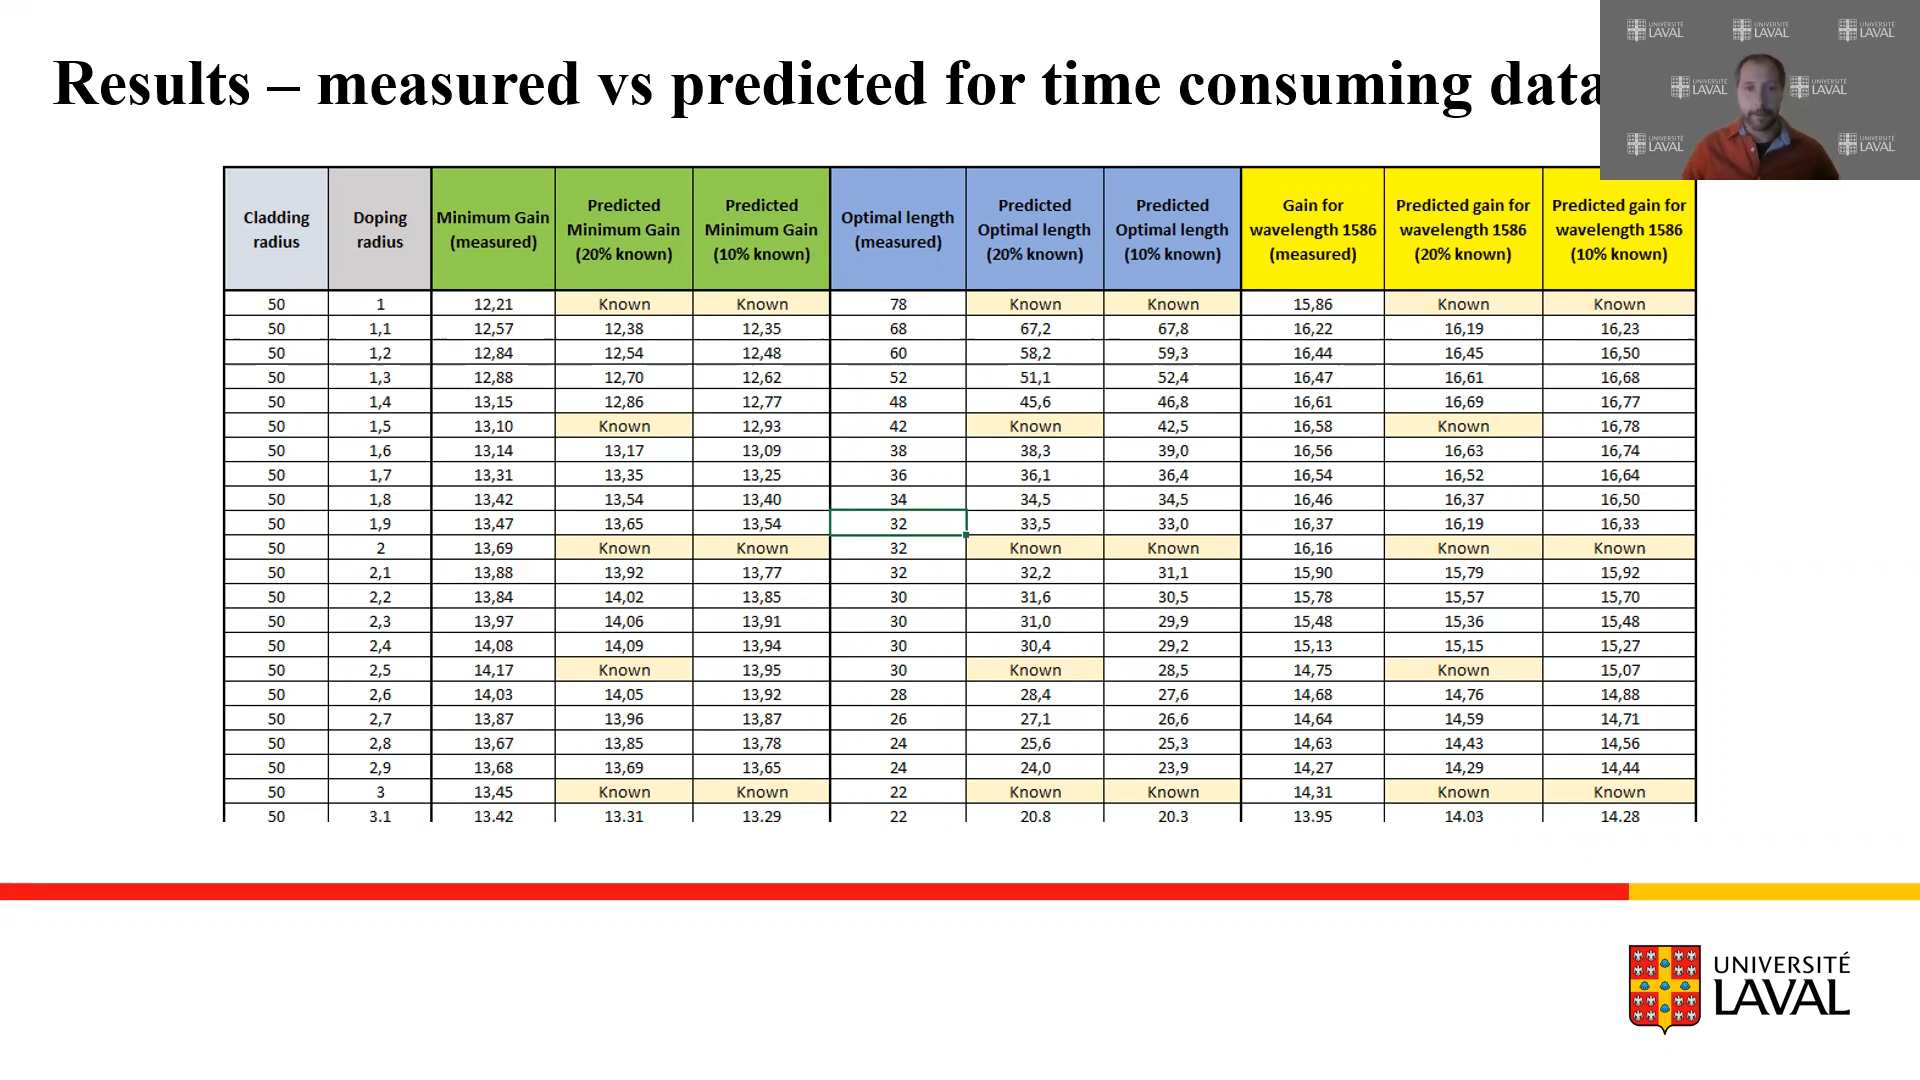 UNIVERSITÉ LAVAL UNIVERSITÉ LAVAL UNIVERSITÉ LAVAL
Results – measured vs predicted for time consuming data
UNIVERSITÉ LAVAL UNIVERSITÉ LAVAL
UNIVERSITÉ LAVAL UNIVERSITÉ LAVAL
Cladding radius Doping radius Minimum Gain (measured) Predicted Minimum Gain (20% known) Predicted Minimum Gain (10% known) Optimal length (measured) Predicted Optimal length (20% known) Predicted Optimal length (10% known) Gain for wavelength 1586 (measured) Predicted gain for wavelength 1586 (20% known) Predicted gain for wavelength 1586 (10% known)
50 1 12,21 Known Known 78 Known Known 15,86 Known Known
50 1,1 12,57 12,38 12,35 68 67,2 67,8 16,22 16,19 16,23
50 1,2 12,84 12,54 12,48 60 58,2 59,3 16,44 16,45 16,50
50 1,3 12,88 12,70 12,62 52 51,1 52,4 16,47 16,61 16,68
50 1,4 13,15 12,86 12,77 48 45,6 46,8 16,61 16,69 16,77
50 1,5 13,10 Known 12,93 42 Known 42,5 16,58 Known 16,78
50 1,6 13,14 13,17 13,09 38 38,3 39,0 16,56 16,63 16,74
50 1,7 13,31 13,35 13,25 36 36,1 36,4 16,54 16,52 16,64
50 1,8 13,42 13,54 13,40 34 34,5 34,5 16,46 16,37 16,50
50 1,9 13,47 13,65 13,54 32 33,5 33,0 16,37 16,19 16,33
50 2 13,69 Known Known 32 Known Known 16,16 Known Known
50 2,1 13,88 13,92 13,77 32 32,2 31,1 15,90 15,79 15,92
50 2,2 13,84 14,02 13,85 30 31,6 30,5 15,78 15,57 15,70
50 2,3 13,97 14,06 13,91 30 31,0 29,9 15,48 15,36 15,48
50 2,4 14,08 14,09 13,94 30 30,4 29,2 15,13 15,15 15,27
50 2,5 14,17 Known 13,95 30 Known 28,5 14,75 Known 15,07
50 2,6 14,03 14,05 13,92 28 28,4 27,6 14,68 14,76 14,88
50 2,7 13,87 13,96 13,87 26 27,1 26,6 14,64 14,59 14,71
50 2,8 13,67 13,85 13,78 24 25,6 25,3 14,63 14,43 14,56
50 2,9 13,68 13,69 13,65 24 24,0 23,9 14,27 14,29 14,44
50 3 13,45 Known Known 22 Known Known 14,31 Known Known
50 3,1 13,42 13,31 13,29 22 20,8 20,3 13,95 14,03 14,28
UNIVERSITÉ
LAVAL